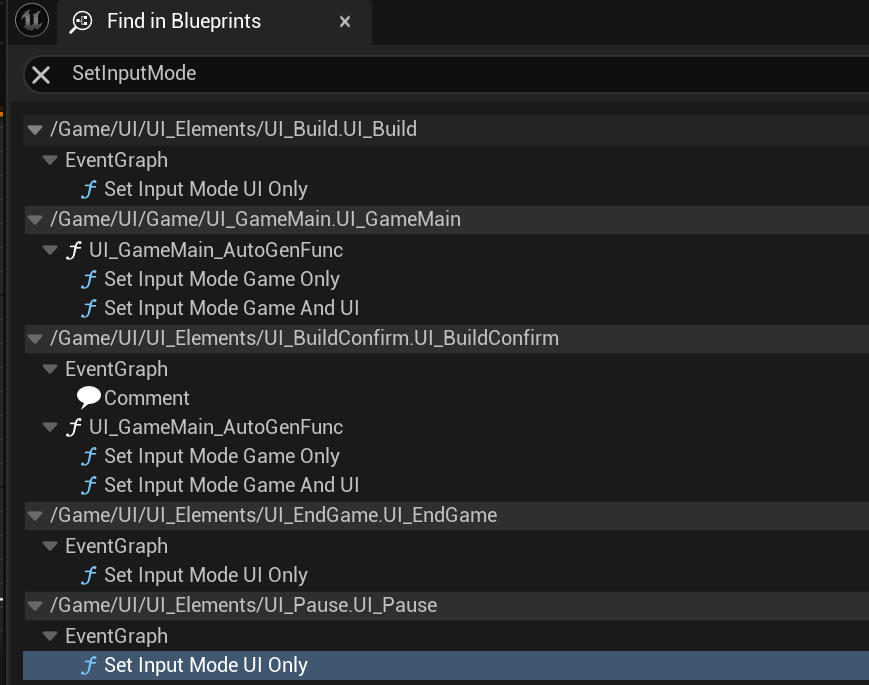 Find in Blueprints
SetInputMode
/Game/UI/UI_Elements/UI_Build.UI_Build
EventGraph
Set Input Mode UI Only
/Game/UI/Game/UI_GameMain.UI_GameMain
UI_GameMain_AutoGenFunc
Set Input Mode Game Only
Set Input Mode Game And UI
/Game/UI/UI_Elements/UI_BuildConfirm.UI_BuildConfirm
EventGraph
Comment
UI_GameMain_AutoGenFunc
Set Input Mode Game Only
Set Input Mode Game And UI
/Game/UI/UI_Elements/UI_EndGame.UI_EndGame
EventGraph
Set Input Mode UI Only
/Game/UI/UI_Elements/UI_Pause.UI_Pause
EventGraph
Set Input Mode UI Only